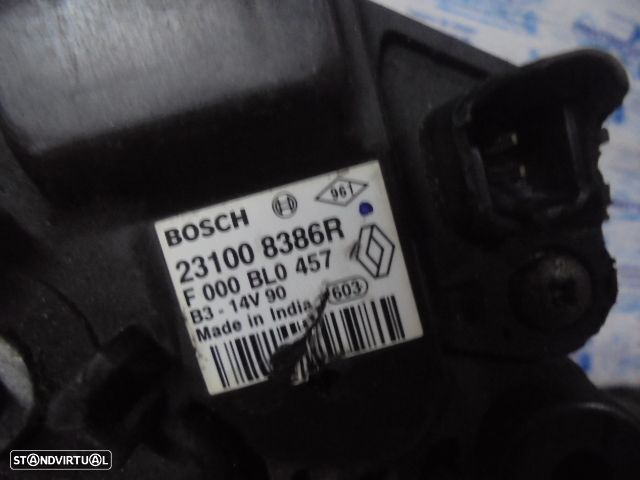 BOSCH
961
23100 8386R
F 000 BL0 457
B3 - 14V 90
Made in India
603
STANDVIRTUAL